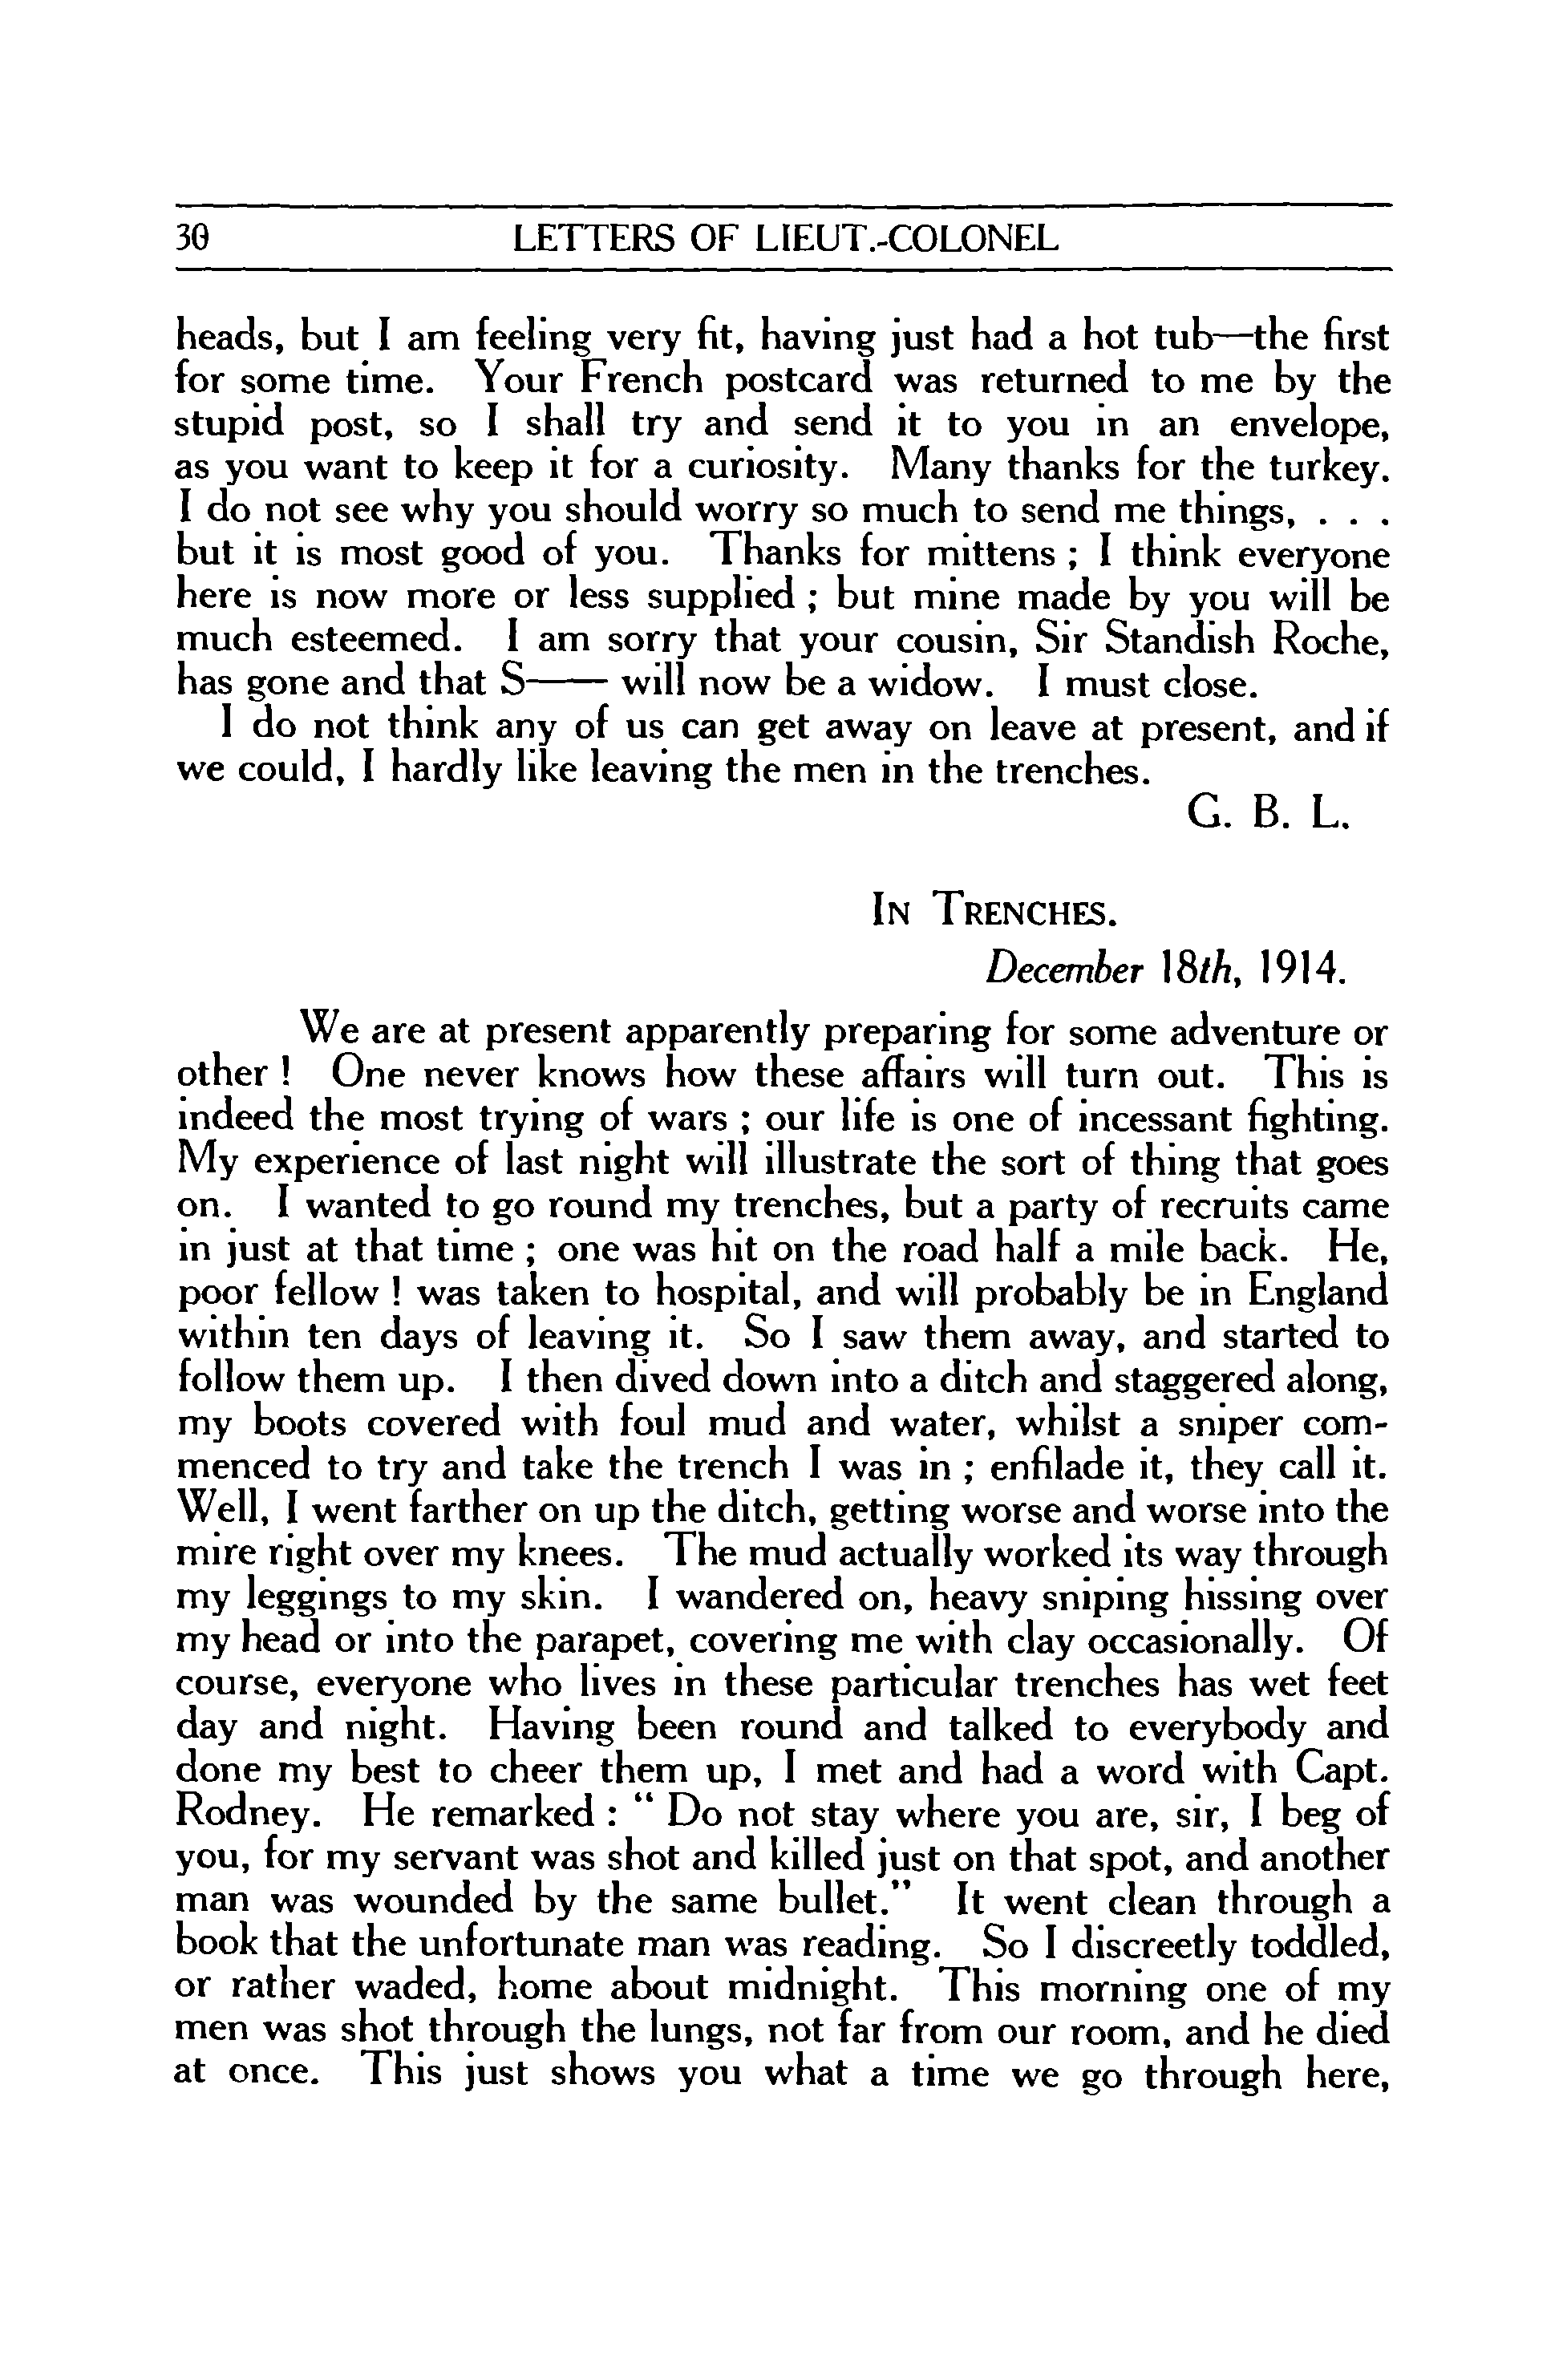 30 LETTERS OF LIEUT.-COLONEL
heads, but I am feeling very fit, having just had a hot tub—the first
for some time. Your French postcard was returned to me by the
stupid post, so I shall try and send it to you in an envelope,
as you want to keep it for a curiosity. Many thanks for the turkey.
I do not see why you should worry so much to send me things, . . .
but it is most good of you. Thanks for mittens ; I think everyone
here is now more or less supplied ; but mine made by you will be
much esteemed. I am sorry that your cousin, Sir Standish Roche,
has gone and that S—— will now be a widow. I must close.
I do not think any of us can get away on leave at present, and if
we could, I hardly like leaving the men in the trenches.
G. B. L.
IN TRENCHES.
December 18th, 1914.
We are at present apparently preparing for some adventure or
other ! One never knows how these affairs will turn out. This is
indeed the most trying of wars ; our life is one of incessant fighting.
My experience of last night will illustrate the sort of thing that goes
on. I wanted to go round my trenches, but a party of recruits came
in just at that time ; one was hit on the road half a mile back. He,
poor fellow ! was taken to hospital, and will probably be in England
within ten days of leaving it. So I saw them away, and started to
follow them up. I then dived down into a ditch and staggered along,
my boots covered with foul mud and water, whilst a sniper com-
menced to try and take the trench I was in ; enfilade it, they call it.
Well, I went farther on up the ditch, getting worse and worse into the
mire right over my knees. The mud actually worked its way through
my leggings to my skin. I wandered on, heavy sniping hissing over
my head or into the parapet, covering me with clay occasionally. Of
course, everyone who lives in these particular trenches has wet feet
day and night. Having been round and talked to everybody and
done my best to cheer them up, I met and had a word with Capt.
Rodney. He remarked : “ Do not stay where you are, sir, I beg of
you, for my servant was shot and killed just on that spot, and another
man was wounded by the same bullet.” It went clean through a
book that the unfortunate man was reading. So I discreetly toddled,
or rather waded, home about midnight. This morning one of my
men was shot through the lungs, not far from our room, and he died
at once. This just shows you what a time we go through here,